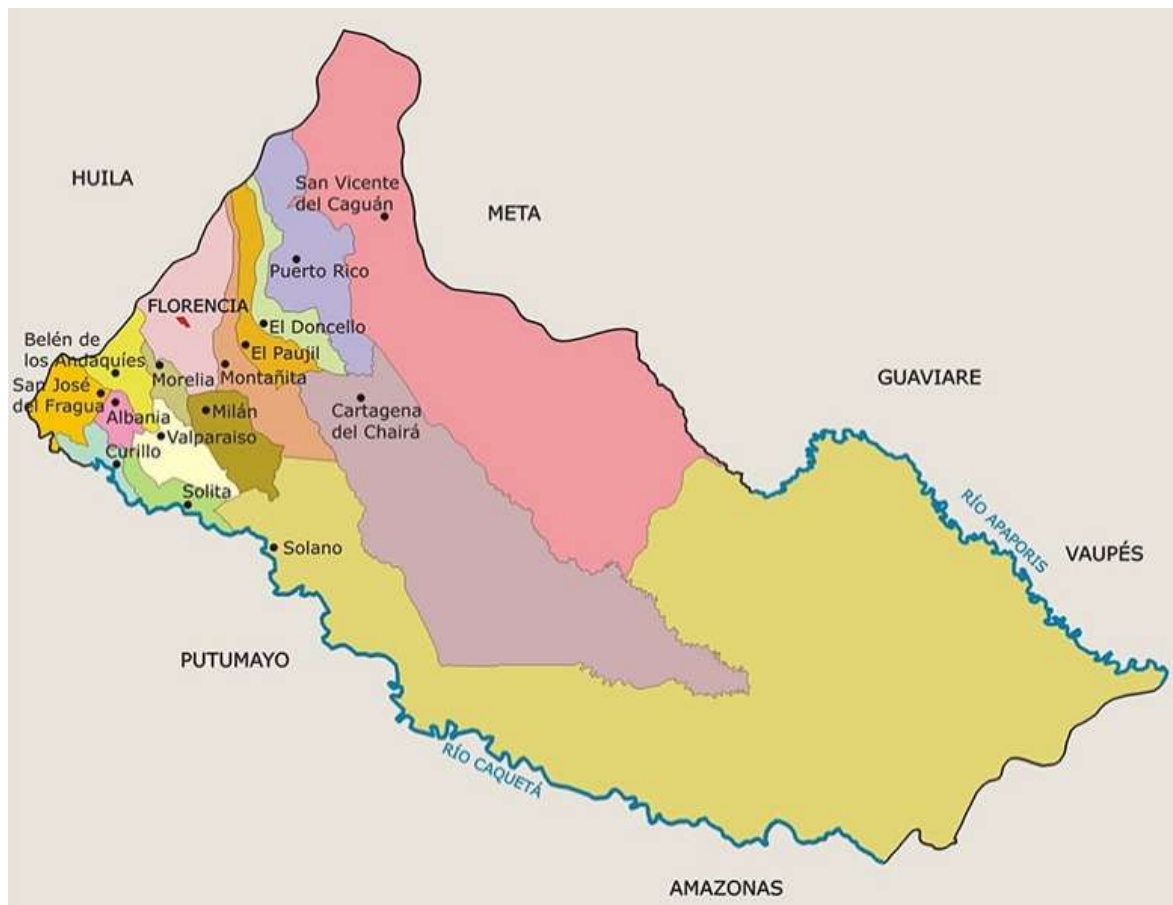 HUILA
San Vicente
del Caguán
META
Puerto Rico
FLORENCIA
El Doncello
Belén de
los Andaquíes
El Paujil
San José
del Fragua
Morelia
Montañita
GUAVIARE
Albania
Milán
Cartagena
del Chairá
Valparaiso
Curillo
Solita
RÍO APAPORIS
Solano
VAUPÉS
PUTUMAYO
RÍO CAQUETÁ
AMAZONAS